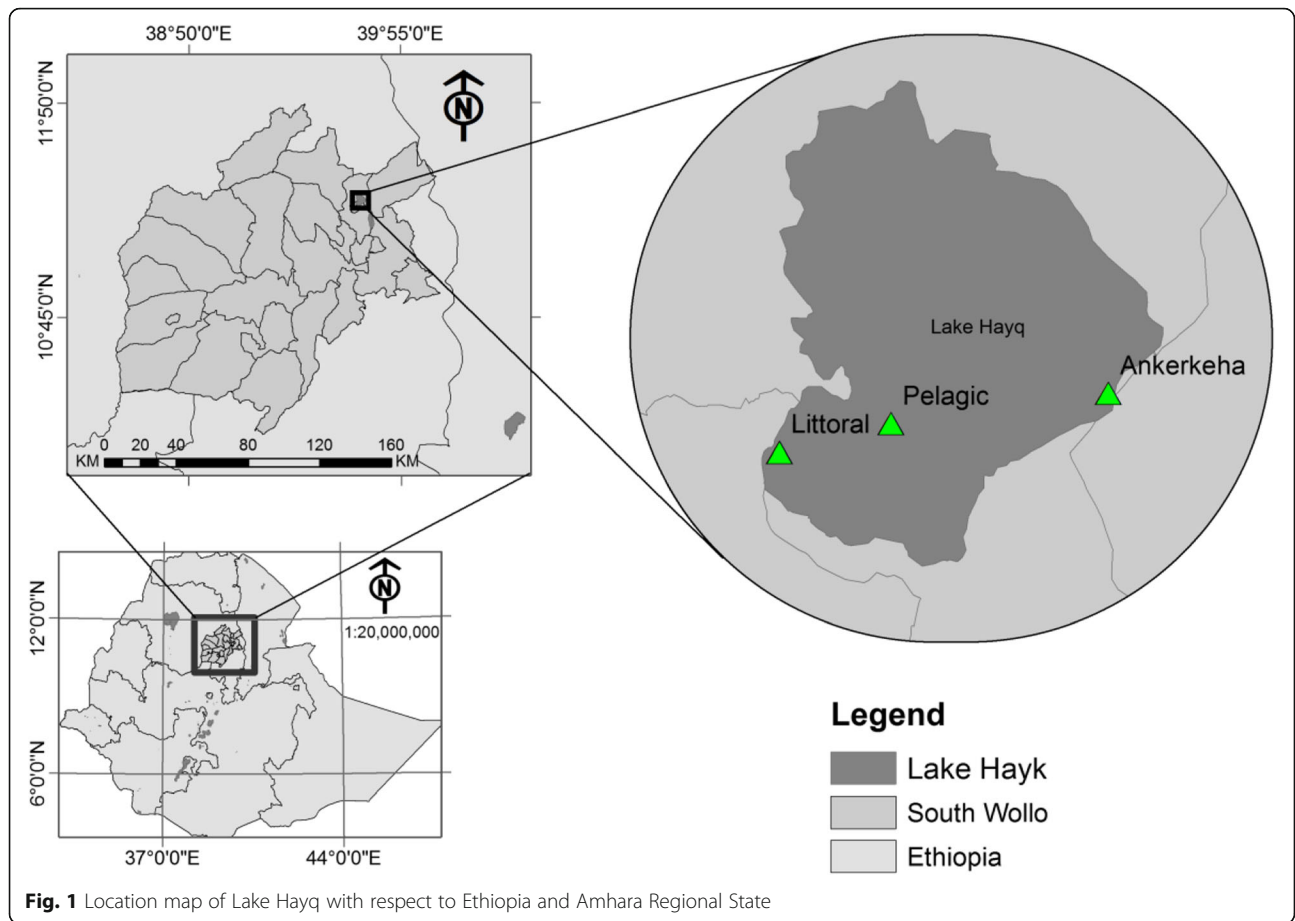 38°50'0"E 39°55'0"E
11°50'0"N
10°45'0"N
N
0 20 40 80 120 160
KM KM
Lake Hayq
Ankerkeha
Pelagic
Littoral
N
1:20,000,000
12°0'0"N
6°0'0"N
37°0'0"E 44°0'0"E
Legend
Lake Hayk
South Wollo
Ethiopia
Fig. 1 Location map of Lake Hayq with respect to Ethiopia and Amhara Regional State